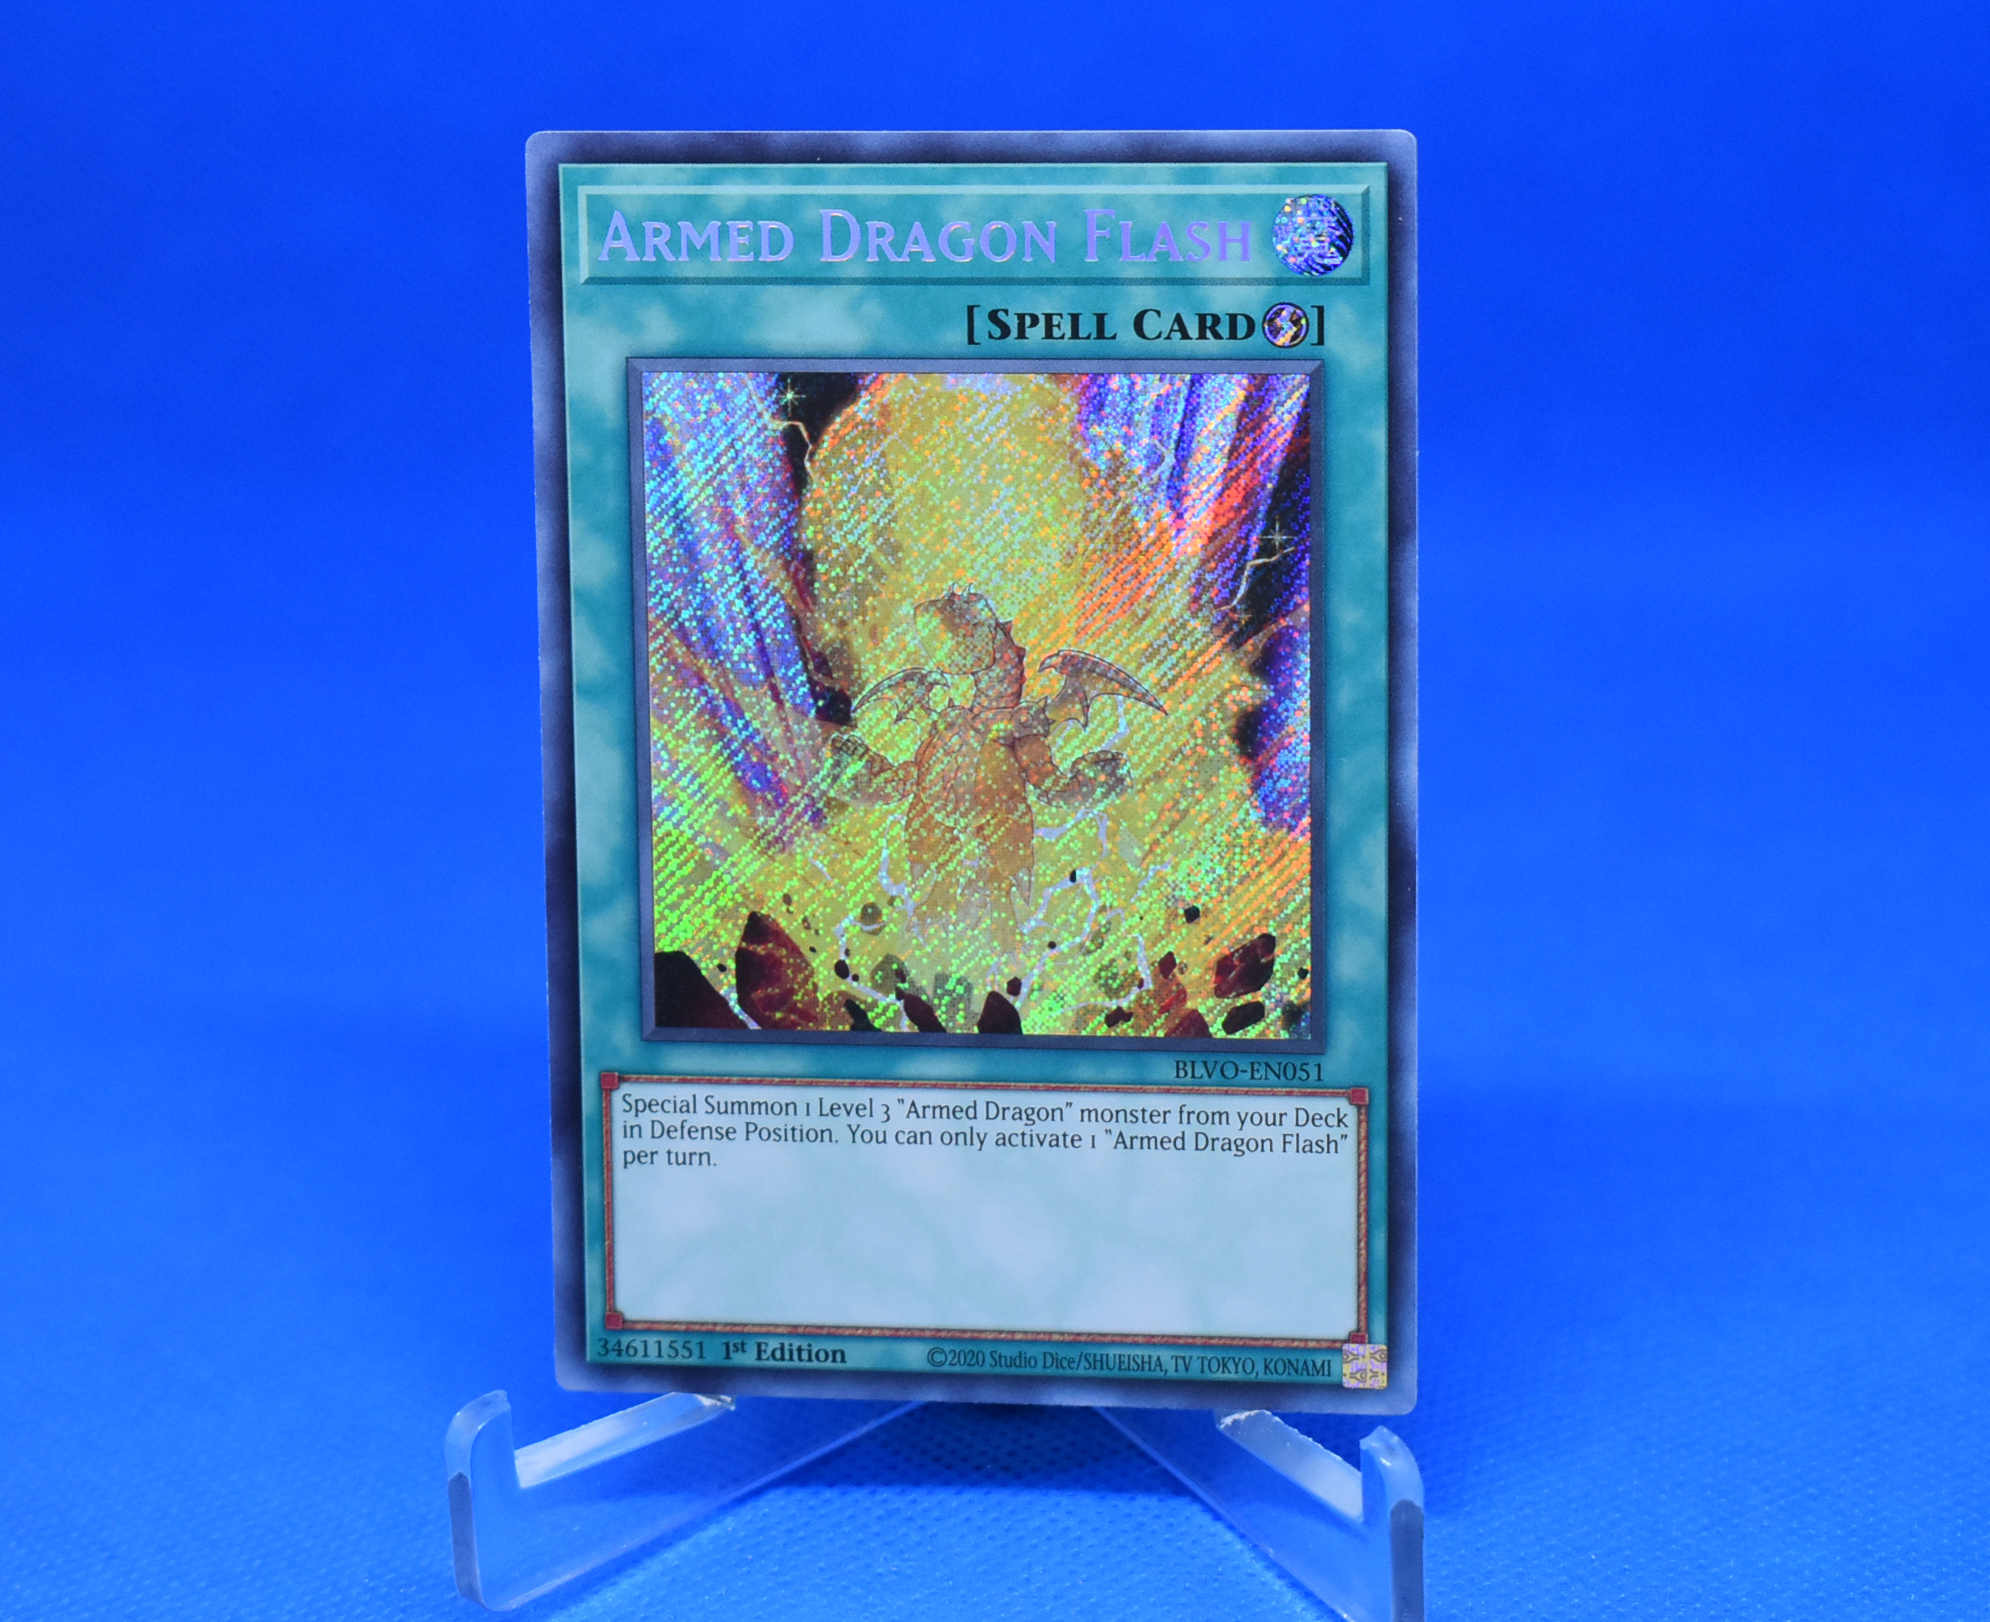 Armed Dragon Flash
[Spell Card]
BLVO-EN051
Special Summon 1 Level 3 "Armed Dragon" monster from your Deck
in Defense Position. You can only activate 1 "Armed Dragon Flash"
per turn.
34611551 1st Edition ©2020 Studio Dice/SHUEISHA, TV TOKYO, KONAMI